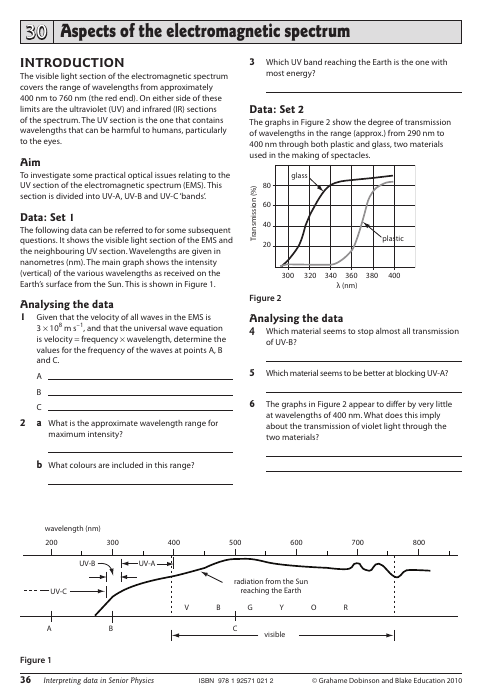 30 Aspects of the electromagnetic spectrum
INTRODUCTION
The visible light section of the electromagnetic spectrum
covers the range of wavelengths from approximately
400 nm to 760 nm (the red end). On either side of these
limits are the ultraviolet (UV) and infrared (IR) sections
of the spectrum. The UV section is the one that contains
wavelengths that can be harmful to humans, particularly
to the eyes.
Aim
To investigate some practical optical issues relating to the
UV section of the electromagnetic spectrum (EMS). This
section is divided into UV-A, UV-B and UV-C 'bands'.
Data: Set 1
The following data can be referred to for some subsequent
questions. It shows the visible light section of the EMS and
the neighbouring UV section. Wavelengths are given in
nanometres (nm). The main graph shows the intensity
(vertical) of the various wavelengths as received on the
Earth's surface from the Sun. This is shown in Figure 1.
Analysing the data
1 Given that the velocity of all waves in the EMS is
3 × 10⁸ m s⁻¹, and that the universal wave equation
is velocity = frequency × wavelength, determine the
values for the frequency of the waves at points A, B
and C.
A
B
C
2 a What is the approximate wavelength range for
maximum intensity?
b What colours are included in this range?
3 Which UV band reaching the Earth is the one with
most energy?
Data: Set 2
The graphs in Figure 2 show the degree of transmission
of wavelengths in the range (approx.) from 290 nm to
400 nm through both plastic and glass, two materials
used in the making of spectacles.
glass
80
60
40
20
Transmission (%)
plastic
300 320 340 360 380 400
λ (nm)
Figure 2
Analysing the data
4 Which material seems to stop almost all transmission
of UV-B?
5 Which material seems to be better at blocking UV-A?
6 The graphs in Figure 2 appear to differ by very little
at wavelengths of 400 nm. What does this imply
about the transmission of violet light through the
two materials?
wavelength (nm)
200 300 400 500 600 700 800
UV-B UV-A
UV-C
radiation from the Sun
reaching the Earth
V B G Y O R
A B C
visible
Figure 1
36 Interpreting data in Senior Physics ISBN 978 1 92571 021 2 © Grahame Dobinson and Blake Education 2010